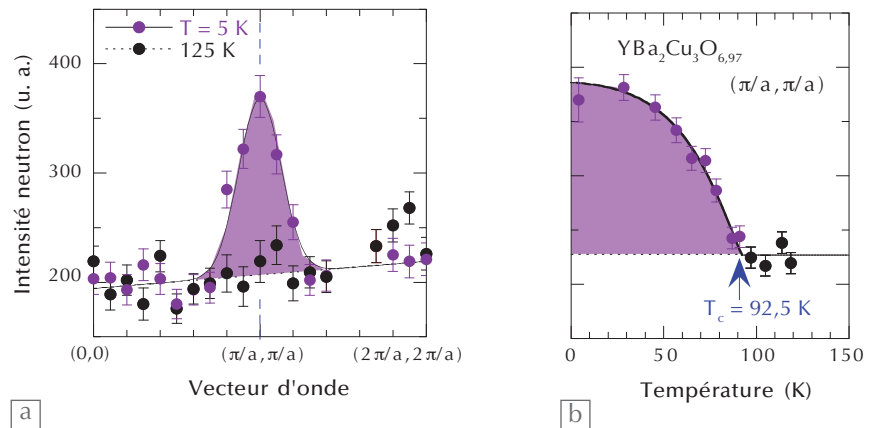 T = 5 K
125 K
400
300
200
Intensité neutron (u. a.)
(0,0)
(π/a,π/a)
(2π/a,2π/a)
Vecteur d'onde
a
YBa₂Cu₃O₆,₉₇
(π/a,π/a)
T_c = 92,5 K
0
50
100
150
Température (K)
b